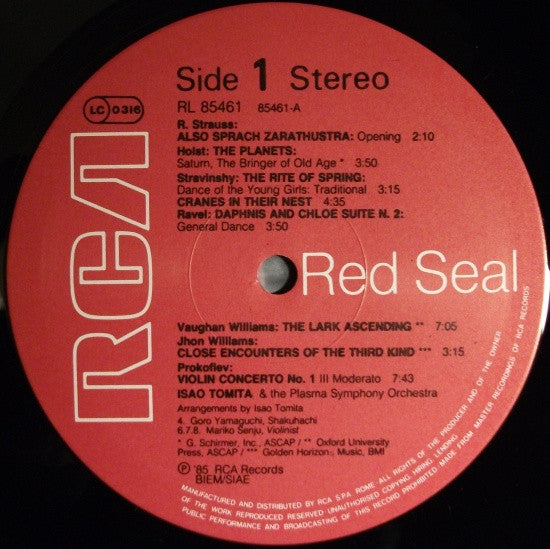 Side 1 Stereo
LC 0316
RL 85461 85461-A
R. Strauss:
ALSO SPRACH ZARATHUSTRA: Opening 2:10
Holst: THE PLANETS:
Saturn, The Bringer of Old Age * 3:50
Stravinshy: THE RITE OF SPRING:
Dance of the Young Girls: Traditional 3:15
CRANES IN THEIR NEST 4:35
Ravel: DAPHNIS AND CHLOE SUITE N. 2:
General Dance 3:50
RCA
Red Seal
Vaughan Williams: THE LARK ASCENDING ** 7:05
Jhon Williams:
CLOSE ENCOUNTERS OF THE THIRD KIND *** 3:15
Prokofiev:
VIOLIN CONCERTO No. 1 III Moderato 7:43
ISAO TOMITA & the Plasma Symphony Orchestra
Arrangements by Isao Tomita
4. Goro Yamaguchi, Shakuhachi
6.7.8. Mariko Senju, Violinist
* G. Schirmer, Inc., ASCAP / ** Oxford University
Press, ASCAP / *** Golden Horizon; Music, BMI
℗ '85 RCA Records
BIEM/SIAE
MANUFACTURED AND DISTRIBUTED BY RCA S.P.A. ROME ALL RIGHTS OF THE PRODUCER AND OF THE OWNER
OF THE WORK REPRODUCED RESERVED UNAUTHORISED COPYING HIRING LENDING
PUBLIC PERFORMANCE AND BROADCASTING OF THIS RECORD PROHIBITED MADE FROM MASTER RECORDINGS OF RCA RECORDS